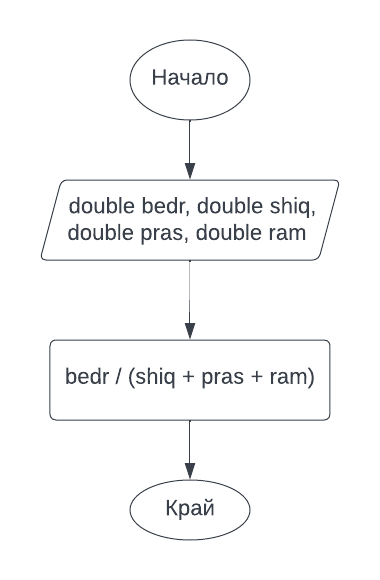 Начало
double bedr, double shiq,
double pras, double ram
bedr / (shiq + pras + ram)
Край